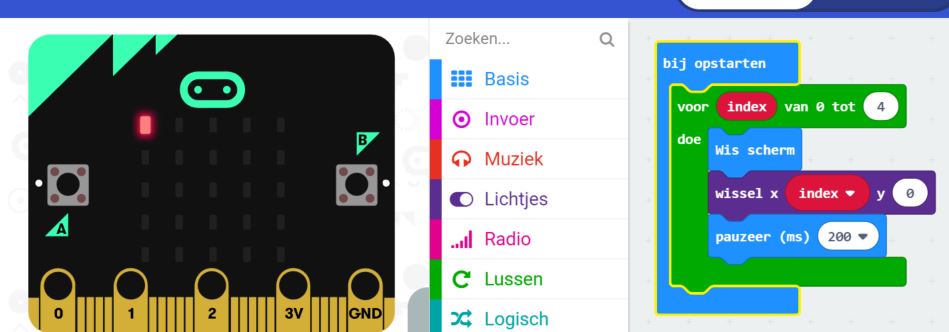 B
A
0 1 2 3V GND
Zoeken...
Basis
Invoer
Muziek
Lichtjes
Radio
Lussen
Logisch
bij opstarten
voor index van 0 tot 4
doe
Wis scherm
wissel x index y 0
pauzeer (ms) 200